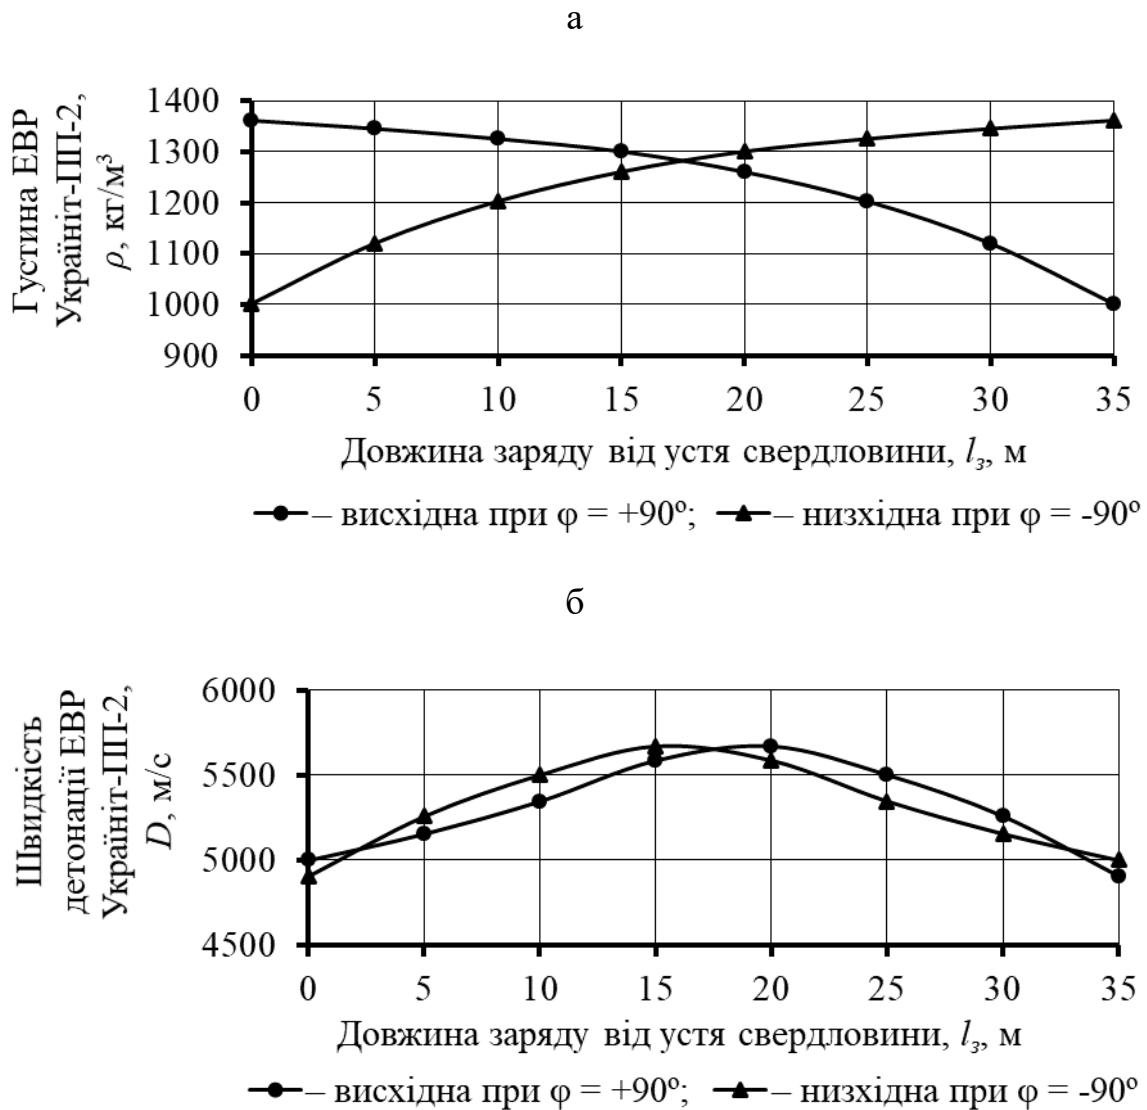 а
Густина ЕВР
Україніт-ПП-2,
ρ, кг/м³
1400
1300
1200
1100
1000
900
0 5 10 15 20 25 30 35
Довжина заряду від устя свердловини, lз, м
– висхідна при φ = +90º; – низхідна при φ = -90º
б
Швидкість
детонації ЕВР
Україніт-ПП-2,
D, м/с
6000
5500
5000
4500
0 5 10 15 20 25 30 35
Довжина заряду від устя свердловини, lз, м
– висхідна при φ = +90º; – низхідна при φ = -90º